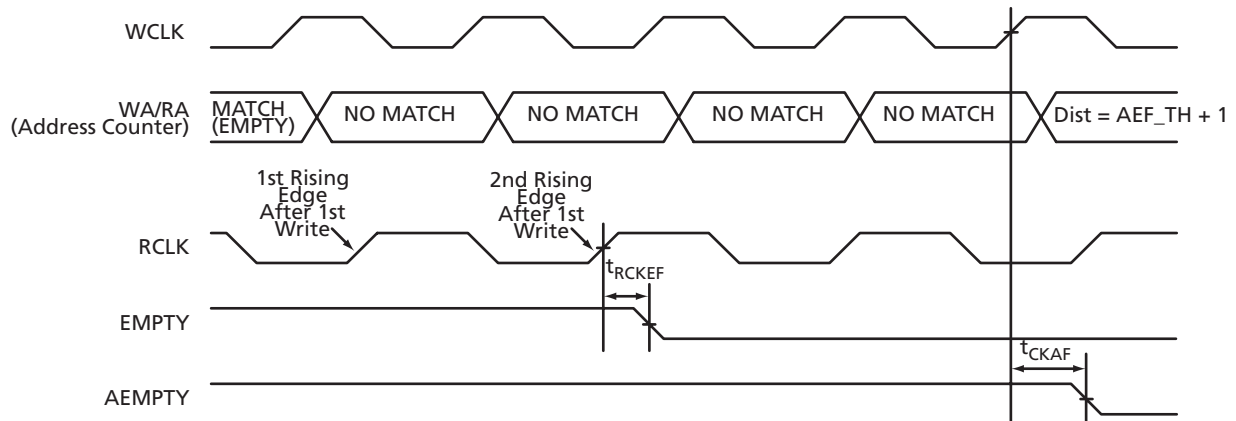 WCLK
WA/RA
(Address Counter)
MATCH
(EMPTY)
NO MATCH
NO MATCH
NO MATCH
NO MATCH
Dist = AEF_TH + 1
1st Rising
Edge
After 1st
Write
2nd Rising
Edge
After 1st
Write
RCLK
tRCKEF
EMPTY
tCKAF
AEMPTY